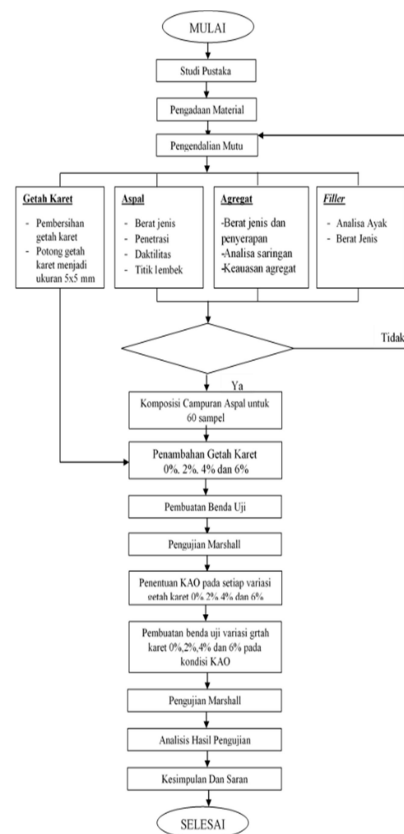 MULAI
Studi Pustaka
Pengadaan Material
Pengendalian Mutu
Getah Karet
- Pembersihan
getah karet
- Potong getah
karet menjadi
ukuran 5x5 mm
Aspal
- Berat jenis
- Penetrasi
- Daktilitas
- Titik lembek
Agregat
-Berat jenis dan
penyerapan
-Analisa saringan
-Keauasan agregat
Filler
- Analisa Ayak
- Berat Jenis
Tidak
Ya
Komposisi Campuran Aspal untuk
60 sampel
Penambahan Getah Karet
0%. 2%. 4% dan 6%
Pembuatan Benda Uji
Pengujian Marshall
Penentuan KAO pada setiap variasi
getah karet 0% 2% 4% dan 6%
Pembuatan benda uji variasi grtah
karet 0%,2%,4% dan 6% pada
kondisi KAO
Pengujian Marshall
Analisis Hasil Pengujian
Kesimpulan Dan Saran
SELESAI